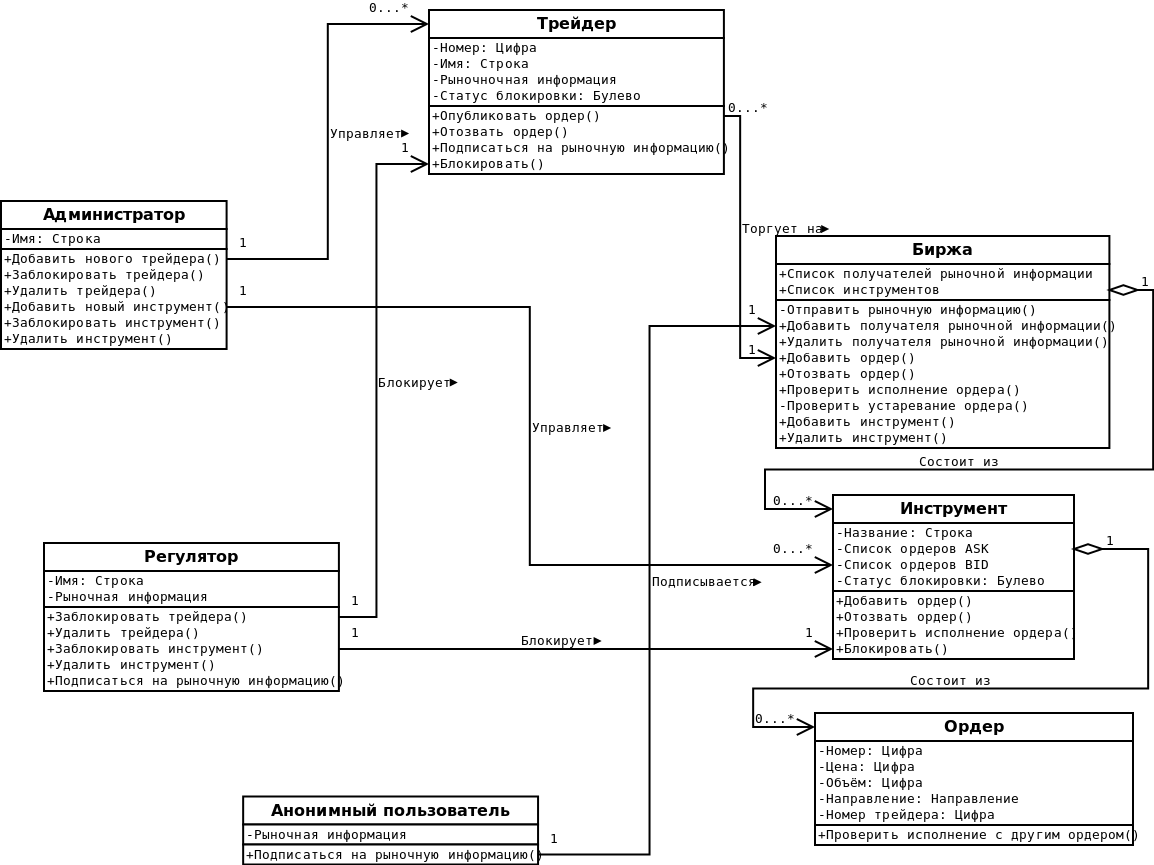 0...*
Трейдер
-Номер: Цифра
-Имя: Строка
-Рыночночная информация
-Статус блокировки: Булево
+Опубликовать ордер()
+Отозвать ордер()
+Подписаться на рыночную информацию()
+Блокировать()
0...*
Управляет▶
1
Администратор
-Имя: Строка
+Добавить нового трейдера()
+Заблокировать трейдера()
+Удалить трейдера()
+Добавить новый инструмент()
+Заблокировать инструмент()
+Удалить инструмент()
1
1
Торгует на▶
Биржа
+Список получателей рыночной информации
+Список инструментов
-Отправить рыночную информацию()
+Добавить получателя рыночной информации()
+Удалить получателя рыночной информации()
+Добавить ордер()
+Отозвать ордер()
+Проверить исполнение ордера()
-Проверить устаревание ордера()
+Добавить инструмент()
+Удалить инструмент()
1
1
1
Блокирует▶
Управляет▶
Состоит из
0...*
Инструмент
-Название: Строка
-Список ордеров ASK
-Список ордеров BID
-Статус блокировки: Булево
+Добавить ордер()
+Отозвать ордер()
+Проверить исполнение ордера()
+Блокировать()
1
0...*
Подписывается▶
Регулятор
-Имя: Строка
-Рыночная информация
+Заблокировать трейдера()
+Удалить трейдера()
+Заблокировать инструмент()
+Удалить инструмент()
+Подписаться на рыночную информацию()
1
1
Блокирует▶
1
Состоит из
0...*
Ордер
-Номер: Цифра
-Цена: Цифра
-Объём: Цифра
-Направление: Направление
-Номер трейдера: Цифра
+Проверить исполнение с другим ордером()
Анонимный пользователь
-Рыночная информация
+Подписаться на рыночную информацию()
1